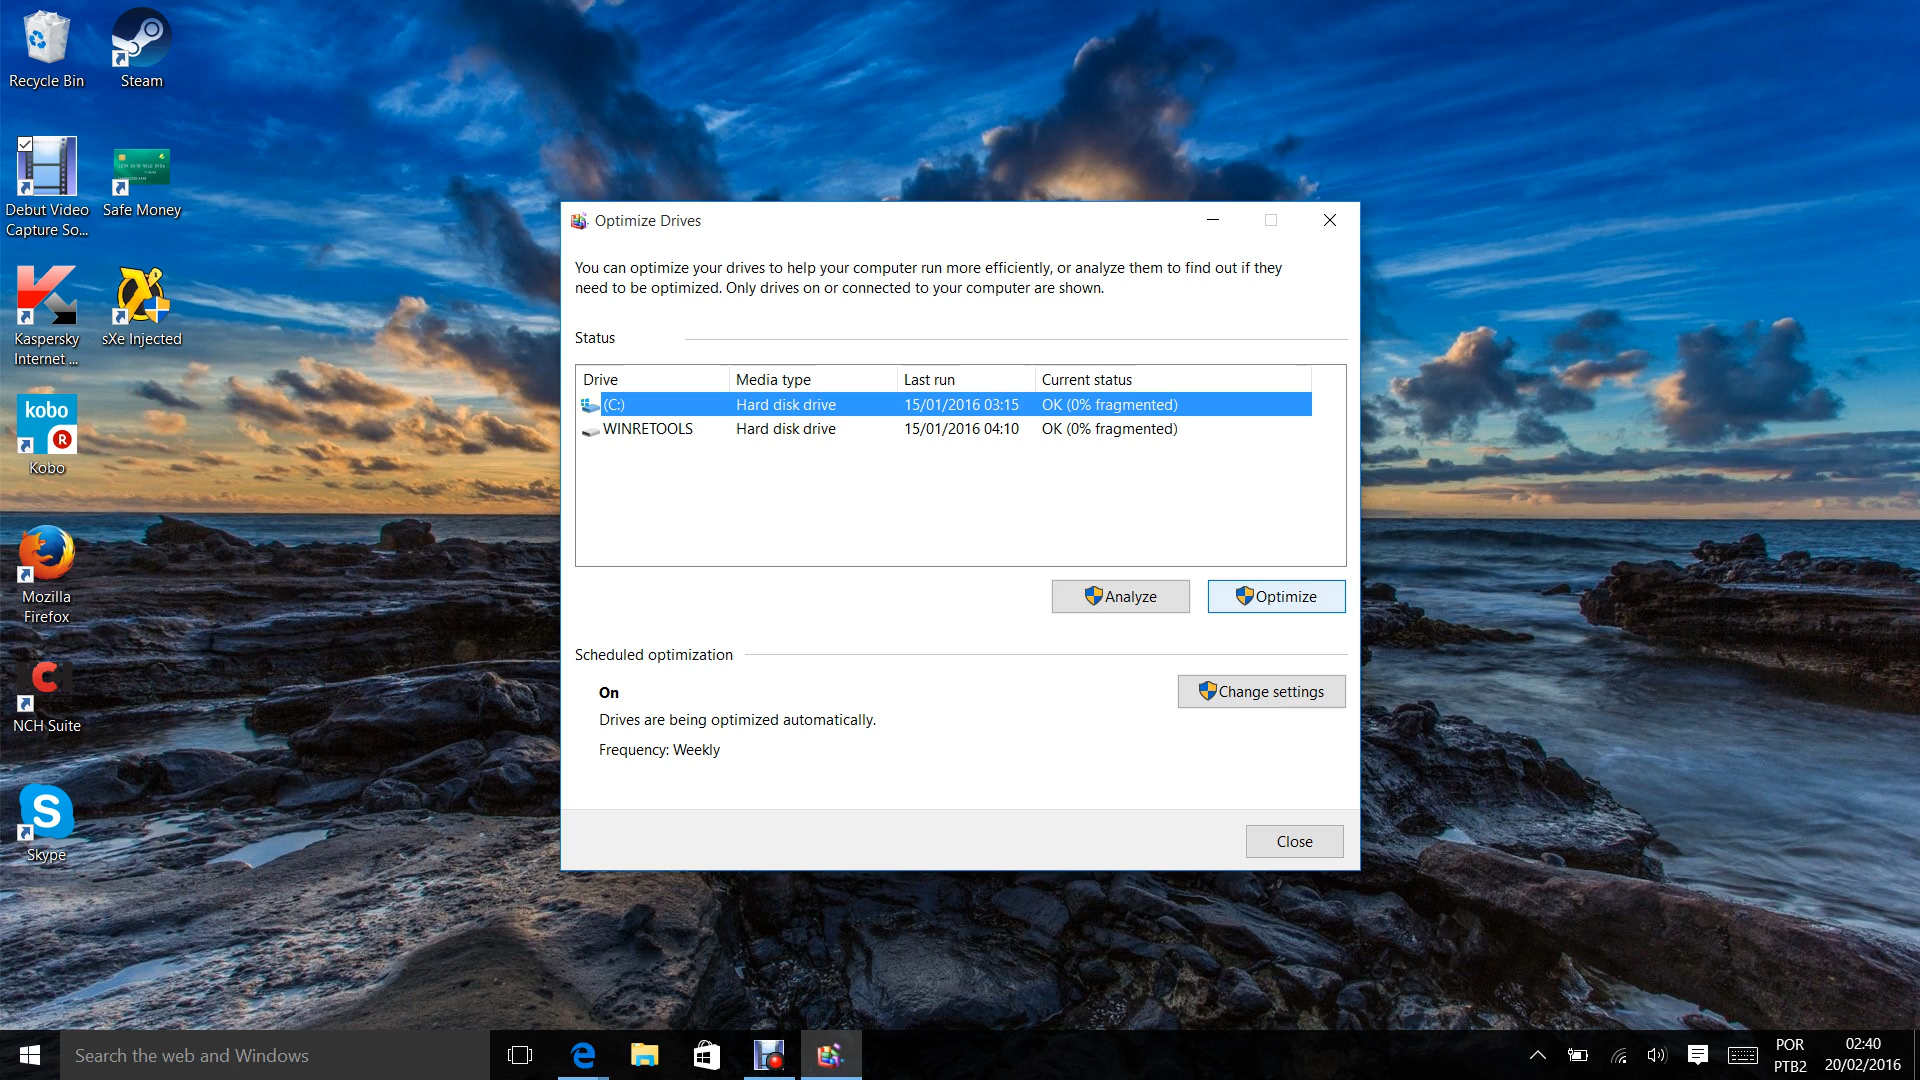 Recycle Bin
Steam
Debut Video
Capture So...
Safe Money
Kaspersky
Internet ...
sXe Injected
kobo
R
Kobo
Mozilla
Firefox
NCH Suite
Skype
Optimize Drives
You can optimize your drives to help your computer run more efficiently, or analyze them to find out if they
need to be optimized. Only drives on or connected to your computer are shown.
Status
Drive Media type Last run Current status
(C:) Hard disk drive 15/01/2016 03:15 OK (0% fragmented)
WINRETOOLS Hard disk drive 15/01/2016 04:10 OK (0% fragmented)
Analyze Optimize
Scheduled optimization
On
Change settings
Drives are being optimized automatically.
Frequency: Weekly
Close
Search the web and Windows
POR
PTB2
02:40
20/02/2016